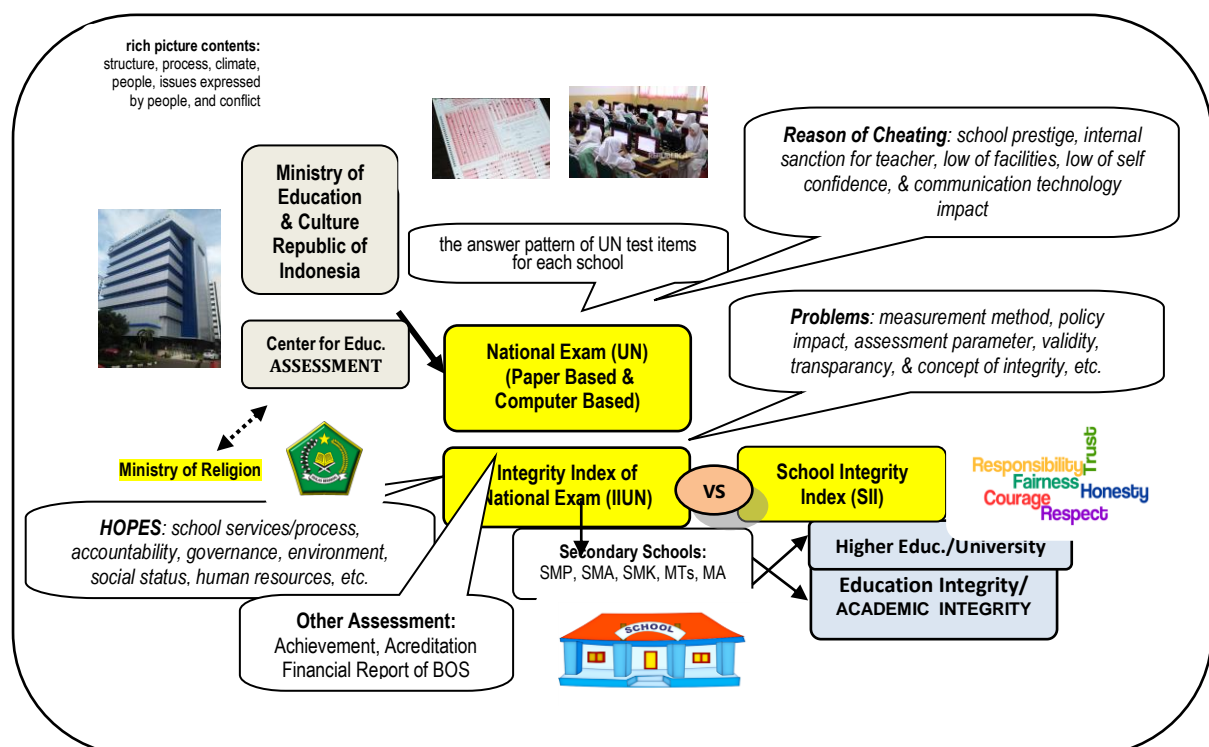 rich picture contents:
structure, process, climate,
people, issues expressed
by people, and conflict
Ministry of
Education
& Culture
Republic of
Indonesia
Reason of Cheating: school prestige, internal
sanction for teacher, low of facilities, low of self
confidence, & communication technology
impact
the answer pattern of UN test items
for each school
Center for Educ.
ASSESSMENT
National Exam (UN)
(Paper Based &
Computer Based)
Problems: measurement method, policy
impact, assessment parameter, validity,
transparancy, & concept of integrity, etc.
Ministry of Religion
Integrity Index of
National Exam (IIUN)
VS
School Integrity
Index (SII)
Responsibility
Trust
Fairness
Courage
Honesty
Respect
HOPES: school services/process,
accountability, governance, environment,
social status, human resources, etc.
Secondary Schools:
SMP, SMA, SMK, MTs, MA
Higher Educ./University
Education Integrity/
ACADEMIC INTEGRITY
Other Assessment:
Achievement, Acreditation
Financial Report of BOS
SCHOOL